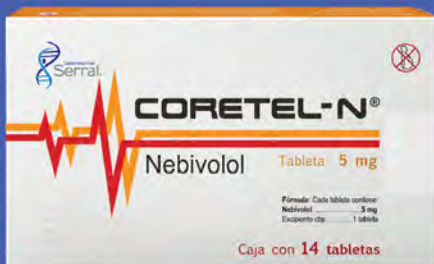 Laboratorios
Serral.
CORETEL-N®
Nebivolol
Tableta 5 mg
Fórmula: Cada tableta contiene:
Nebivolol ............... 5 mg
Excipiente cbp ............ 1 tableta
Caja con 14 tabletas